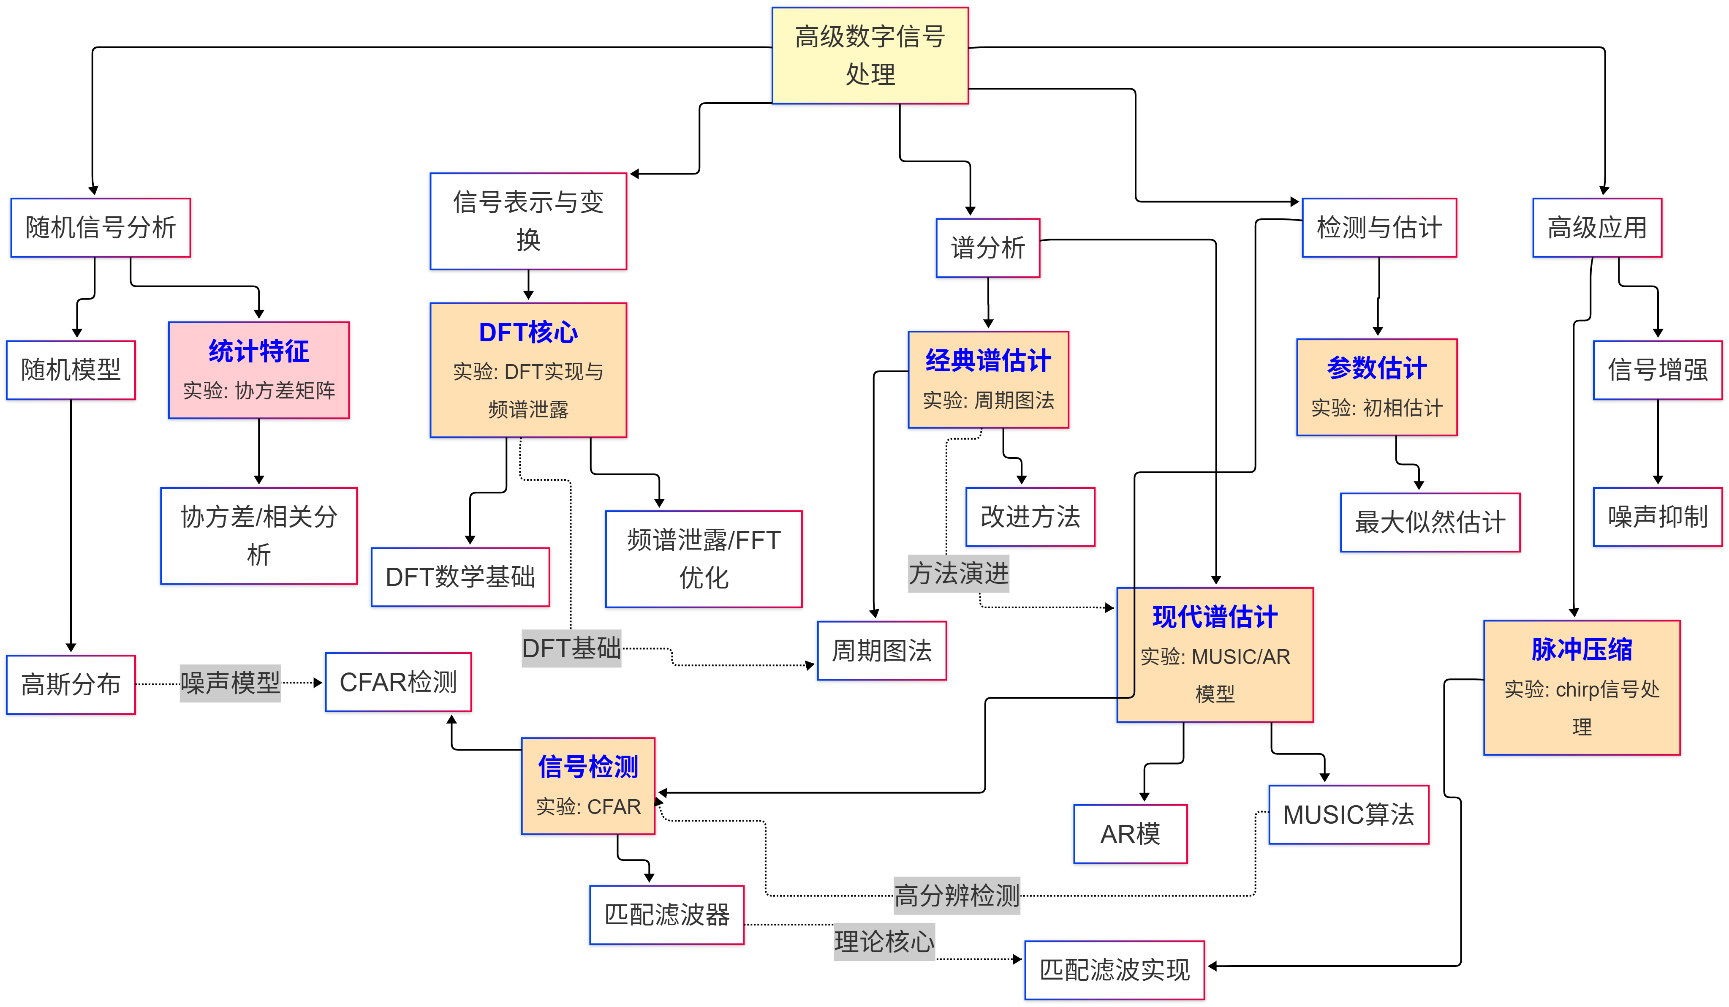 高级数字信号
处理
随机信号分析
信号表示与变
换
谱分析
检测与估计
高级应用
随机模型
统计特征
实验: 协方差矩阵
DFT核心
实验: DFT实现与
频谱泄露
经典谱估计
实验: 周期图法
参数估计
实验: 初相估计
信号增强
协方差/相关分
析
DFT数学基础
频谱泄露/FFT
优化
改进方法
最大似然估计
噪声抑制
方法演进
DFT基础
周期图法
现代谱估计
实验: MUSIC/AR
模型
脉冲压缩
实验: chirp信号处
理
高斯分布
噪声模型
CFAR检测
信号检测
实验: CFAR
AR模
MUSIC算法
高分辨检测
匹配滤波器
理论核心
匹配滤波实现